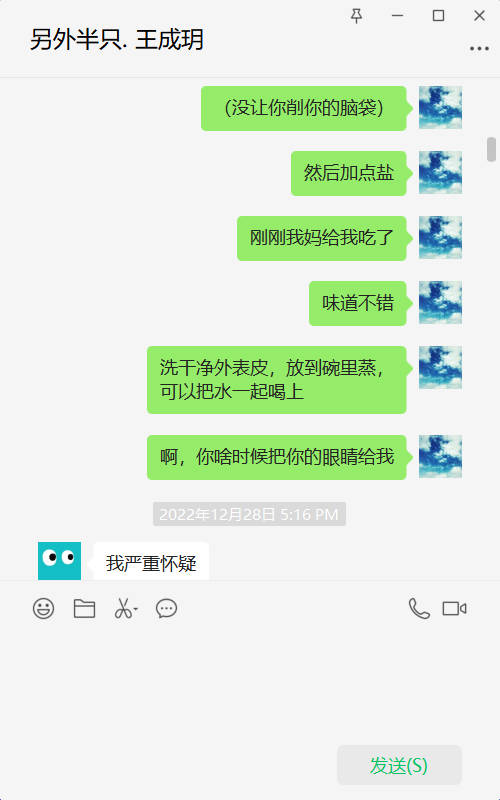 另外半只. 王成玥
（没让你削你的脑袋）
然后加点盐
刚刚我妈给我吃了
味道不错
洗干净外表皮，放到碗里蒸，
可以把水一起喝上
啊，你啥时候把你的眼睛给我
2022年12月28日 5:16 PM
我严重怀疑
发送(S)